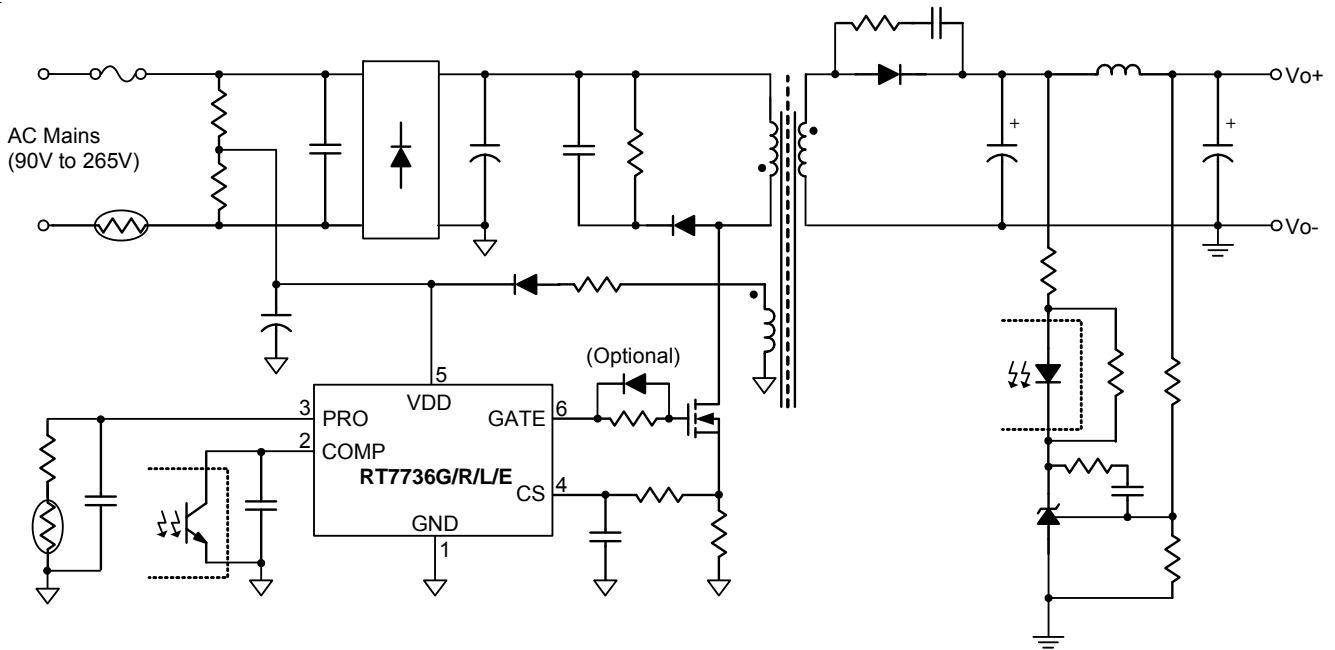 Vo+
AC Mains
(90V to 265V)
Vo-
(Optional)
5
VDD
3
PRO
GATE
6
2
COMP
RT7736G/R/L/E
CS
4
GND
1
+
+